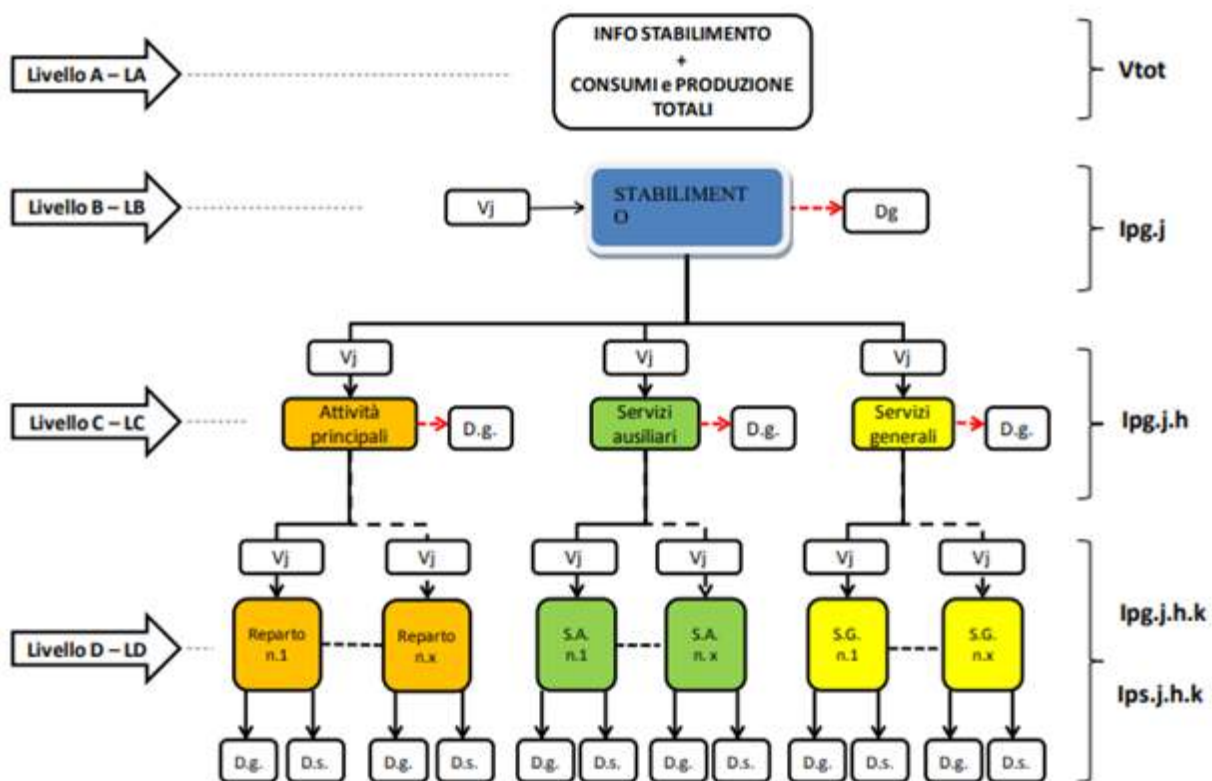 INFO STABILIMENTO
+
CONSUMI e PRODUZIONE
TOTALI
Livello A – LA
Vtot
Livello B – LB
Vj
STABILIMENT
O
Dg
Ipg.j
Vj
Vj
Vj
Livello C – LC
Attività
principali
D.g.
Servizi
ausiliari
D.g.
Servizi
generali
D.g.
Ipg.j.h
Vj
Vj
Vj
Vj
Vj
Vj
Livello D – LD
Reparto
n.1
Reparto
n.x
S.A.
n.1
S.A.
n. x
S.G.
n.1
S.G.
n.x
Ipg.j.h.k
Ips.j.h.k
D.g.
D.s.
D.g.
D.s.
D.g.
D.s.
D.g.
D.s.
D.g.
D.s.
D.g.
D.s.